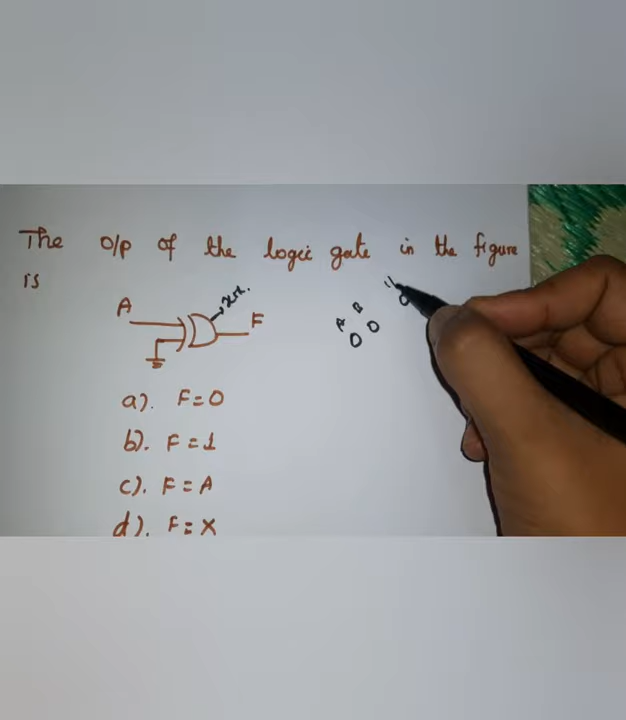 The o/p of the logic gate in the figure
is
A
F
a). F=0
b). F=1
c). F=A
d). F=X
A B
0 0